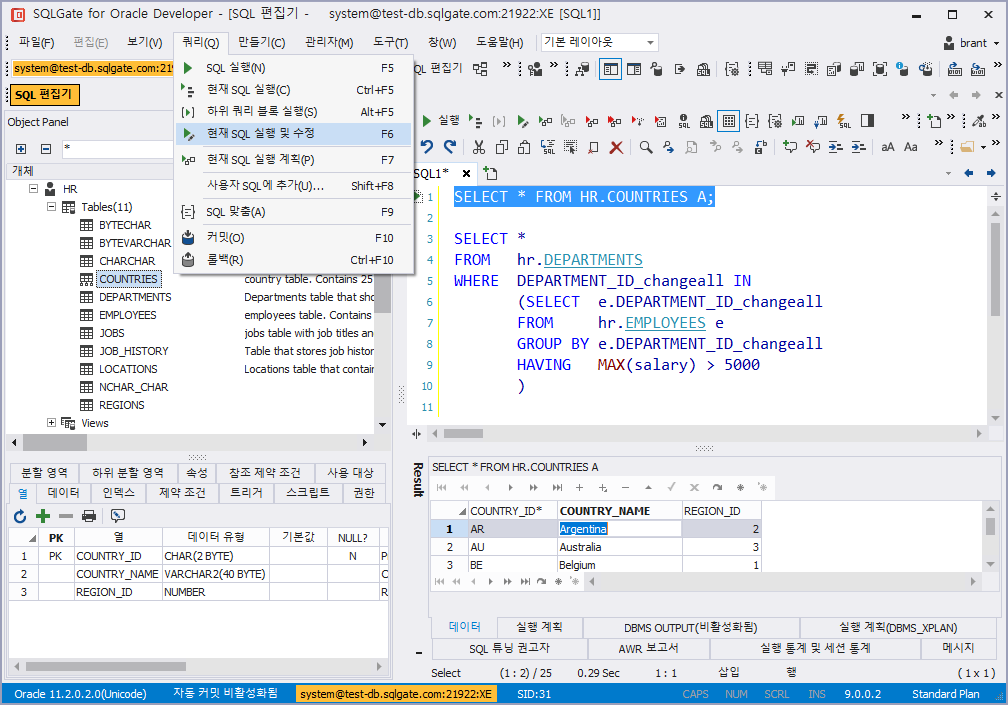 SQLGate for Oracle Developer - [SQL 편집기 - system@test-db.sqlgate.com:21922:XE [SQL1]]
파일(F) 편집(E) 보기(V) 쿼리(Q) 만들기(C) 관리자(M) 도구(T) 창(W) 도움말(H) 기본 레이아웃 brant
system@test-db.sqlgate.com:219
QL 편집기
SQL 편집기
SQL 실행(N) F5
현재 SQL 실행(C) Ctrl+F5
하위 쿼리 블록 실행(S) Alt+F5
현재 SQL 실행 및 수정 F6
현재 SQL 실행 계획(P) F7
사용자 SQL에 추가(U)... Shift+F8
SQL 맞춤(A) F9
커밋(O) F10
롤백(R) Ctrl+F10
실행
Object Panel
*
개체
HR
Tables(11)
BYTECHAR
BYTEVARCHAR
CHARCHAR
COUNTRIES country table. Contains 25
DEPARTMENTS Departments table that sho
EMPLOYEES employees table. Contains
JOBS jobs table with job titles and
JOB_HISTORY Table that stores job histor
LOCATIONS Locations table that contain
NCHAR_CHAR
REGIONS
Views
SQL1*
1 SELECT * FROM HR.COUNTRIES A;
2
3 SELECT *
4 FROM hr.DEPARTMENTS
5 WHERE DEPARTMENT_ID_changeall IN
6 (SELECT e.DEPARTMENT_ID_changeall
7 FROM hr.EMPLOYEES e
8 GROUP BY e.DEPARTMENT_ID_changeall
9 HAVING MAX(salary) > 5000
10 )
11
분할 영역 하위 분할 영역 속성 참조 제약 조건 사용 대상
열 데이터 인덱스 제약 조건 트리거 스크립트 권한
PK 열 데이터 유형 기본값 NULL?
1 PK COUNTRY_ID CHAR(2 BYTE) N P
2 COUNTRY_NAME VARCHAR2(40 BYTE) C
3 REGION_ID NUMBER R
Result
SELECT * FROM HR.COUNTRIES A
COUNTRY_ID* COUNTRY_NAME REGION_ID
1 AR Argentina 2
2 AU Australia 3
3 BE Belgium 1
데이터 실행 계획 DBMS OUTPUT(비활성화됨) 실행 계획(DBMS_XPLAN)
SQL 튜닝 권고자 AWR 보고서 실행 통계 및 세션 통계 메시지
Select (1 : 2) / 25 0.29 Sec 1 : 1 삽입 행 (1 x 1)
Oracle 11.2.0.2.0(Unicode) 자동 커밋 비활성화됨 system@test-db.sqlgate.com:21922:XE SID:31 CAPS NUM SCRL INS 9.0.0.2 Standard Plan